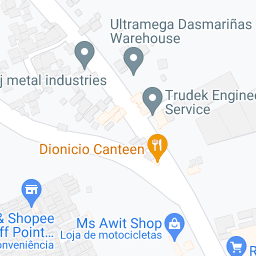 Ultramega Dasmariñas
Warehouse
j metal industries
Trudek Engine
Service
Dionicio Canteen
& Shopee
ff Point...
onveniência
Ms Awit Shop
Loja de motocicletas
R